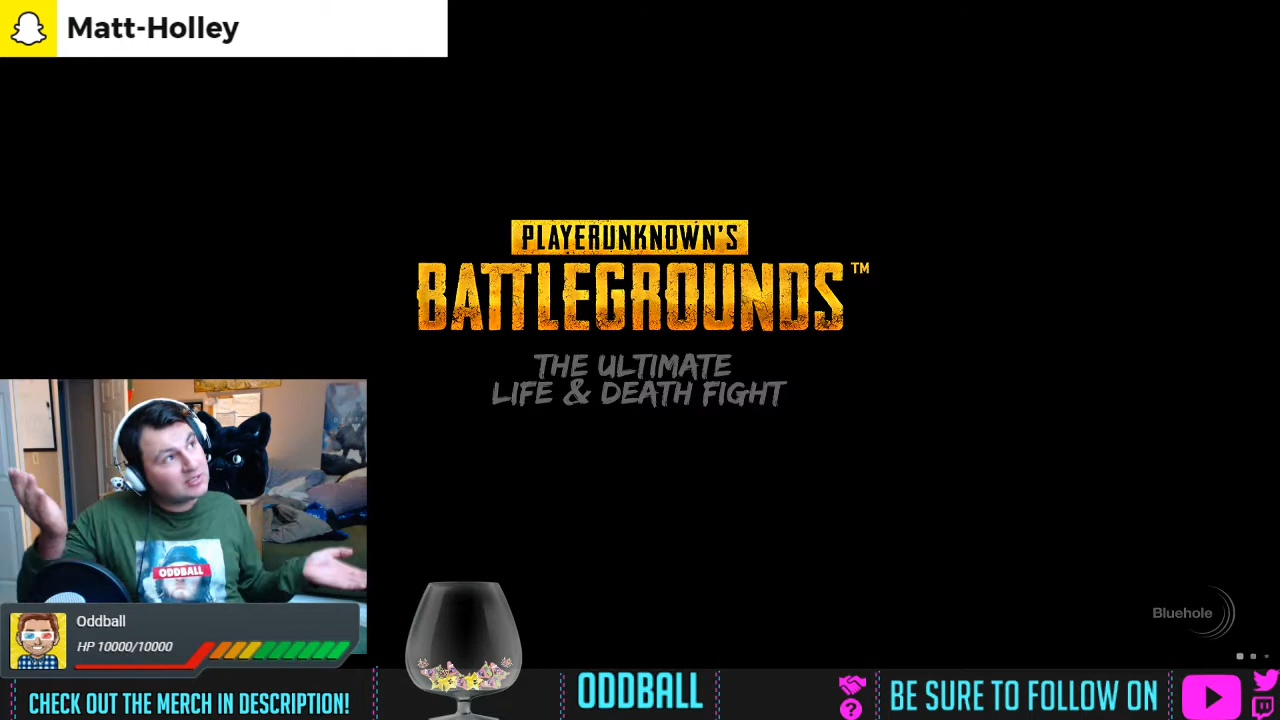 Matt-Holley
PLAYERUNKNOWN'S
BATTLEGROUNDS™
THE ULTIMATE
LIFE & DEATH FIGHT
ODDBALL
Oddball
HP 10000/10000
Bluehole
CHECK OUT THE MERCH IN DESCRIPTION!
ODDBALL
?
BE SURE TO FOLLOW ON